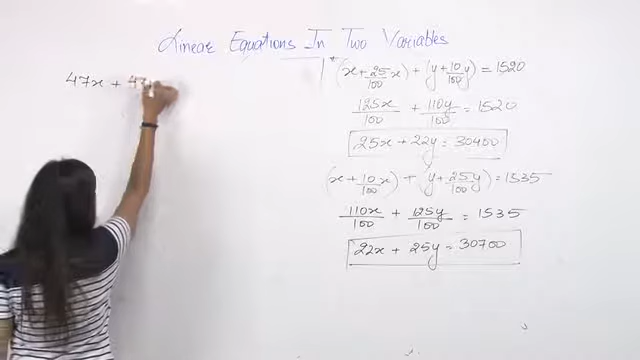 Linear Equations In Two Variables
47x + 47
(x + 25/100 x) + (y + 10/100 y) = 1520
125x/100 + 110y/100 = 1520
25x + 22y = 30400
(x + 10/100 x) + (y + 25/100 y) = 1535
110x/100 + 125y/100 = 1535
22x + 25y = 30700